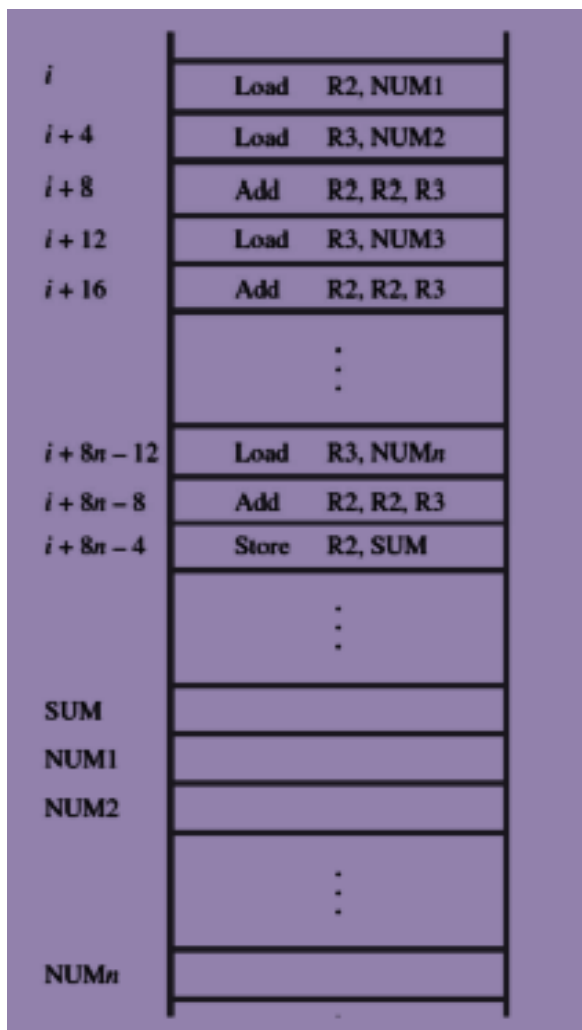 i Load R2, NUM1
i + 4 Load R3, NUM2
i + 8 Add R2, R2, R3
i + 12 Load R3, NUM3
i + 16 Add R2, R2, R3
i + 8n – 12 Load R3, NUMn
i + 8n – 8 Add R2, R2, R3
i + 8n – 4 Store R2, SUM
SUM
NUM1
NUM2
NUMn